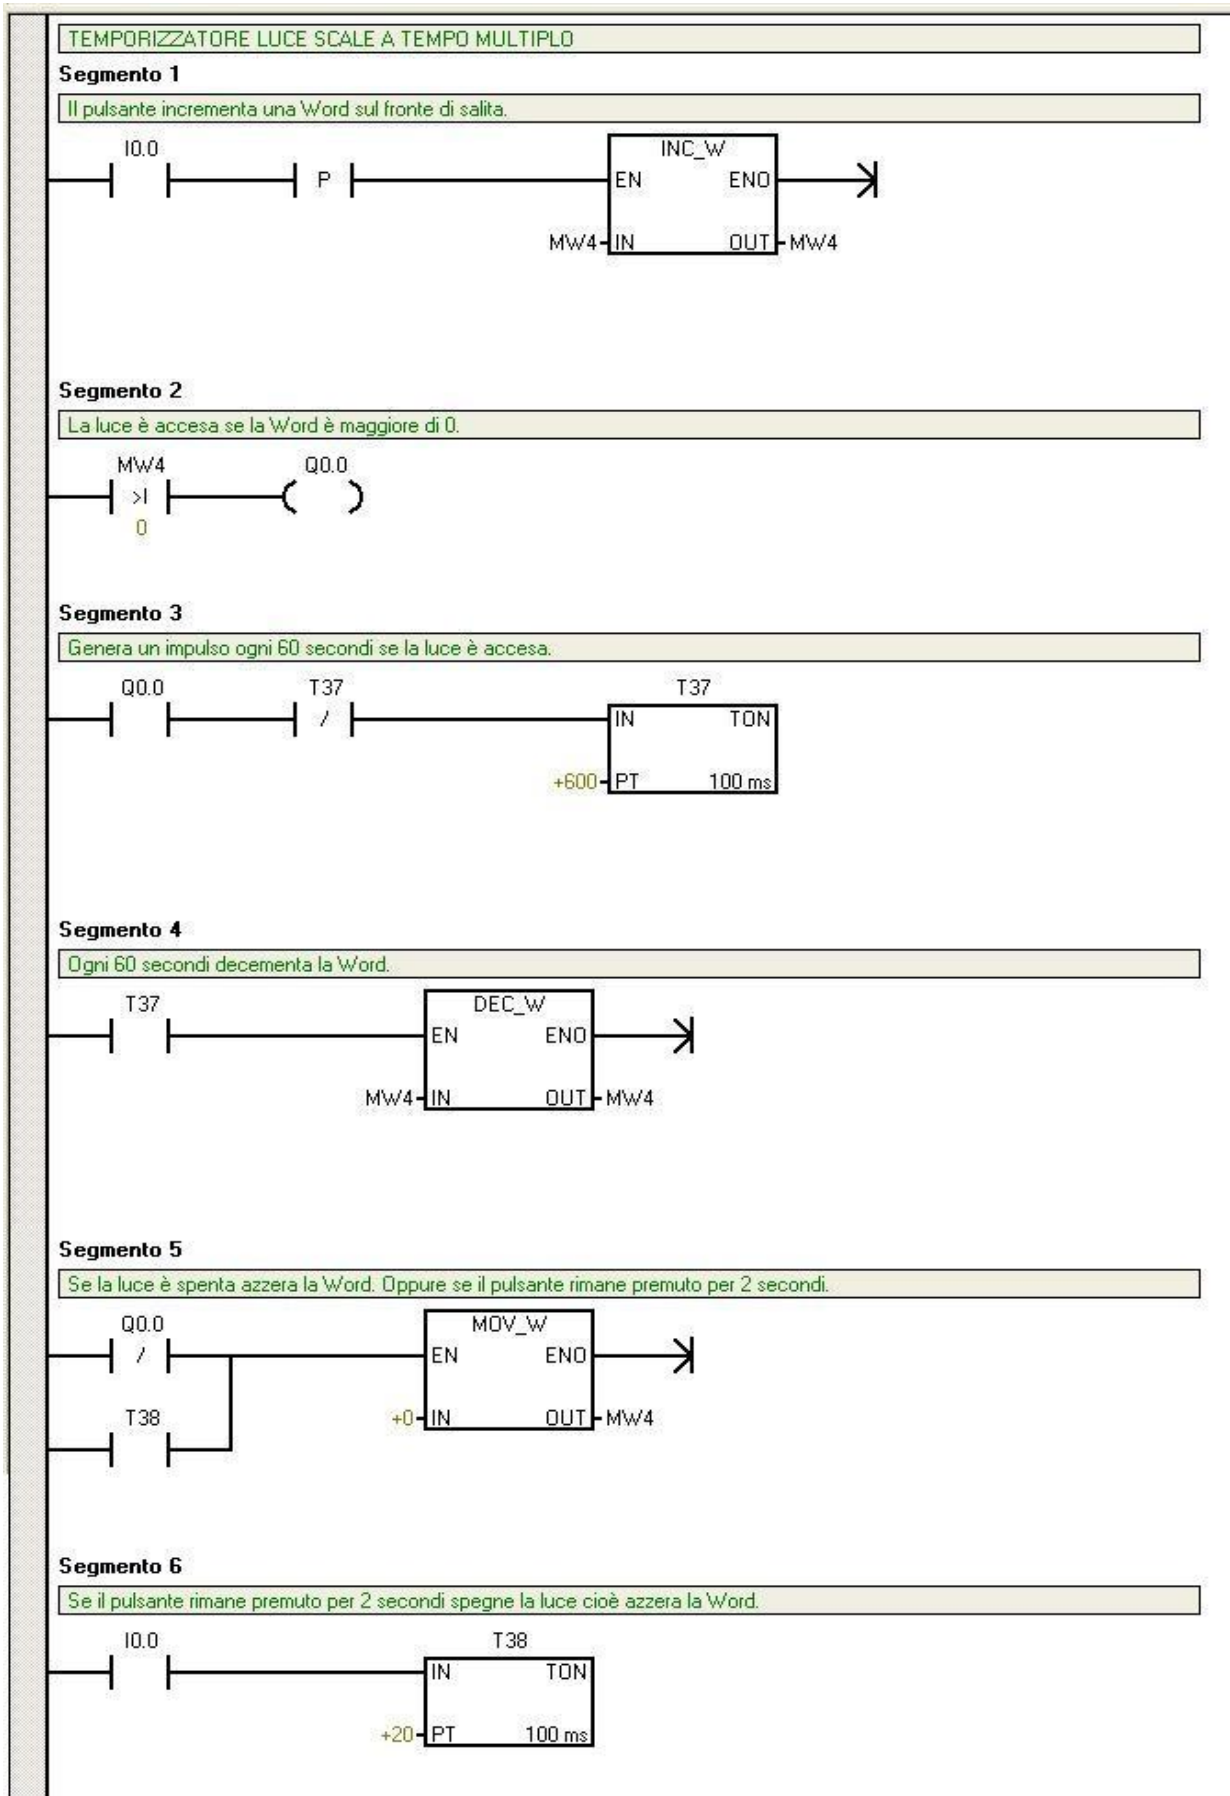 TEMPORIZZATORE LUCE SCALE A TEMPO MULTIPLO
Segmento 1
Il pulsante incrementa una Word sul fronte di salita.
I0.0
P
INC_W
EN ENO
MW4 IN OUT MW4
Segmento 2
La luce è accesa se la Word è maggiore di 0.
MW4 Q0.0
>I
0
Segmento 3
Genera un impulso ogni 60 secondi se la luce è accesa.
Q0.0 T37 T37
/ IN TON
+600 PT 100 ms
Segmento 4
Ogni 60 secondi decementa la Word.
T37 DEC_W
EN ENO
MW4 IN OUT MW4
Segmento 5
Se la luce è spenta azzera la Word. Oppure se il pulsante rimane premuto per 2 secondi.
Q0.0 MOV_W
/ EN ENO
T38 +0 IN OUT MW4
Segmento 6
Se il pulsante rimane premuto per 2 secondi spegne la luce cioè azzera la Word.
I0.0 T38
IN TON
+20 PT 100 ms